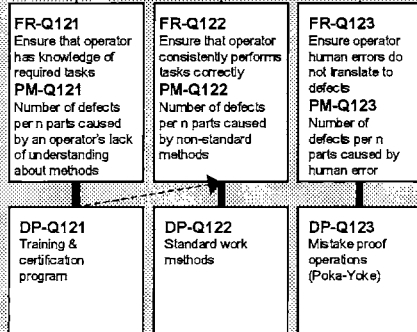 FR-Q121
Ensure that operator
has knowledge of
required tasks
PM-Q121
Number of defects
per n parts caused
by an operator's lack
of understanding
about methods
FR-Q122
Ensure that operator
consistently performs
tasks correctly
PM-Q122
Number of defects
per n parts caused
by non-standard
methods
FR-Q123
Ensure operator
human errors do
not translate to
defects
PM-Q123
Number of
defects per n
parts caused by
human error
DP-Q121
Training &
certification
program
DP-Q122
Standard work
methods
DP-Q123
Mistake proof
operations
(Poka-Yoke)